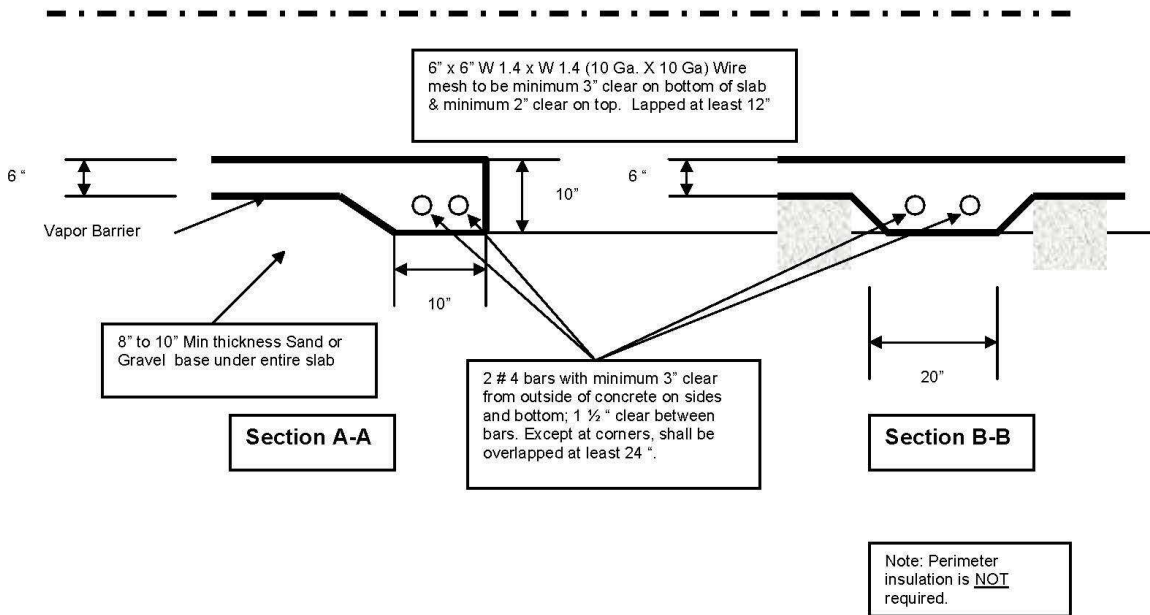 6” x 6” W 1.4 x W 1.4 (10 Ga. X 10 Ga) Wire
mesh to be minimum 3” clear on bottom of slab
& minimum 2” clear on top.  Lapped at least 12”
6 “
10”
6 “
Vapor Barrier
10”
8” to 10” Min thickness Sand or
Gravel  base under entire slab
20”
2 # 4 bars with minimum 3” clear
from outside of concrete on sides
and bottom; 1 ½ “ clear between
bars. Except at corners, shall be
overlapped at least 24 “.
Section A-A
Section B-B
Note: Perimeter
insulation is NOT
required.